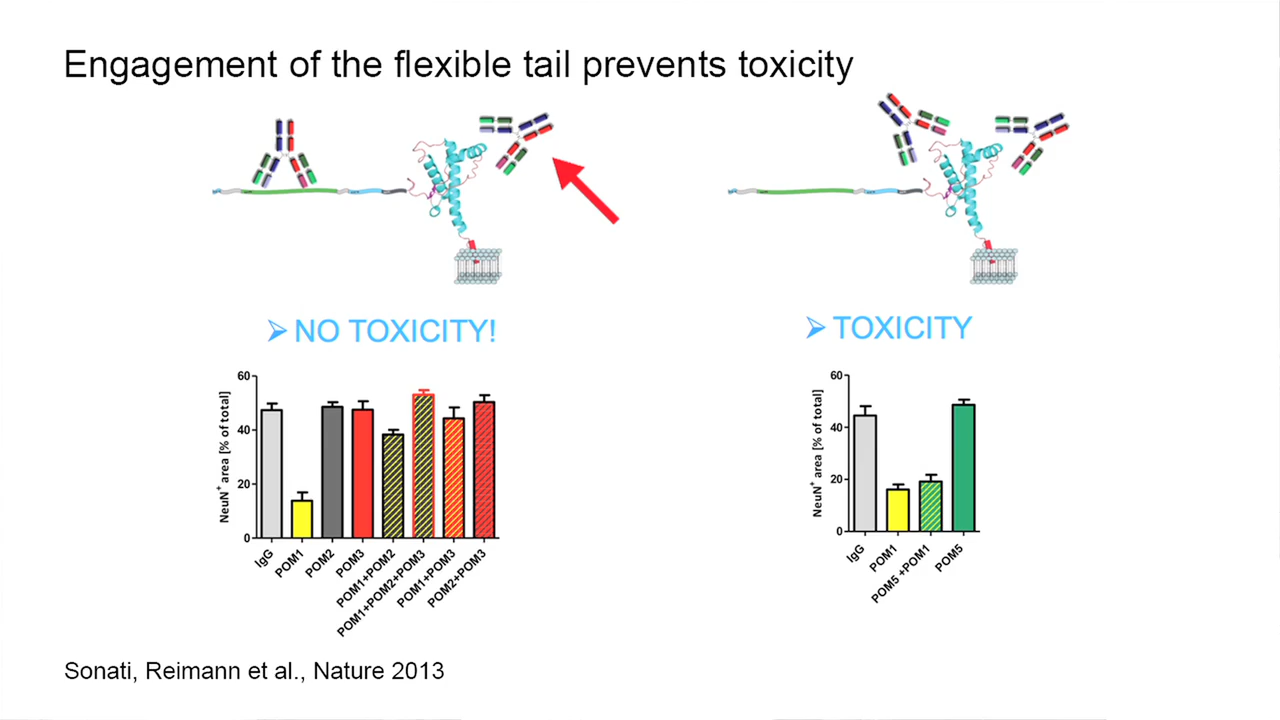 Engagement of the flexible tail prevents toxicity
➢ NO TOXICITY!
➢ TOXICITY
NeuN⁺ area [% of total]
60
40
20
0
IgG
POM1
POM2
POM3
POM1+POM2
POM1+POM2+POM3
POM1+POM3
POM2+POM3
NeuN⁺ area [% of total]
60
40
20
0
IgG
POM1
POM5 +POM1
POM5
Sonati, Reimann et al., Nature 2013